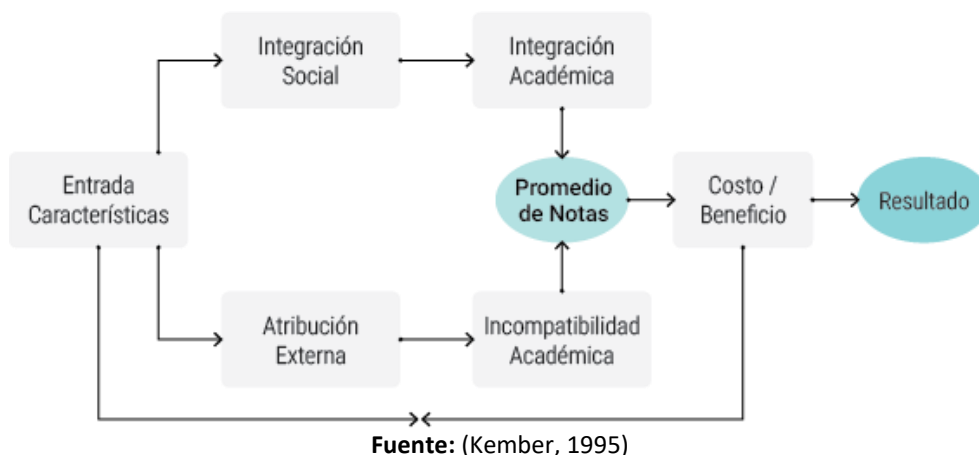 Integración
Social
Integración
Académica
Entrada
Características
Promedio
de Notas
Costo /
Beneficio
Resultado
Atribución
Externa
Incompatibilidad
Académica
Fuente: (Kember, 1995)